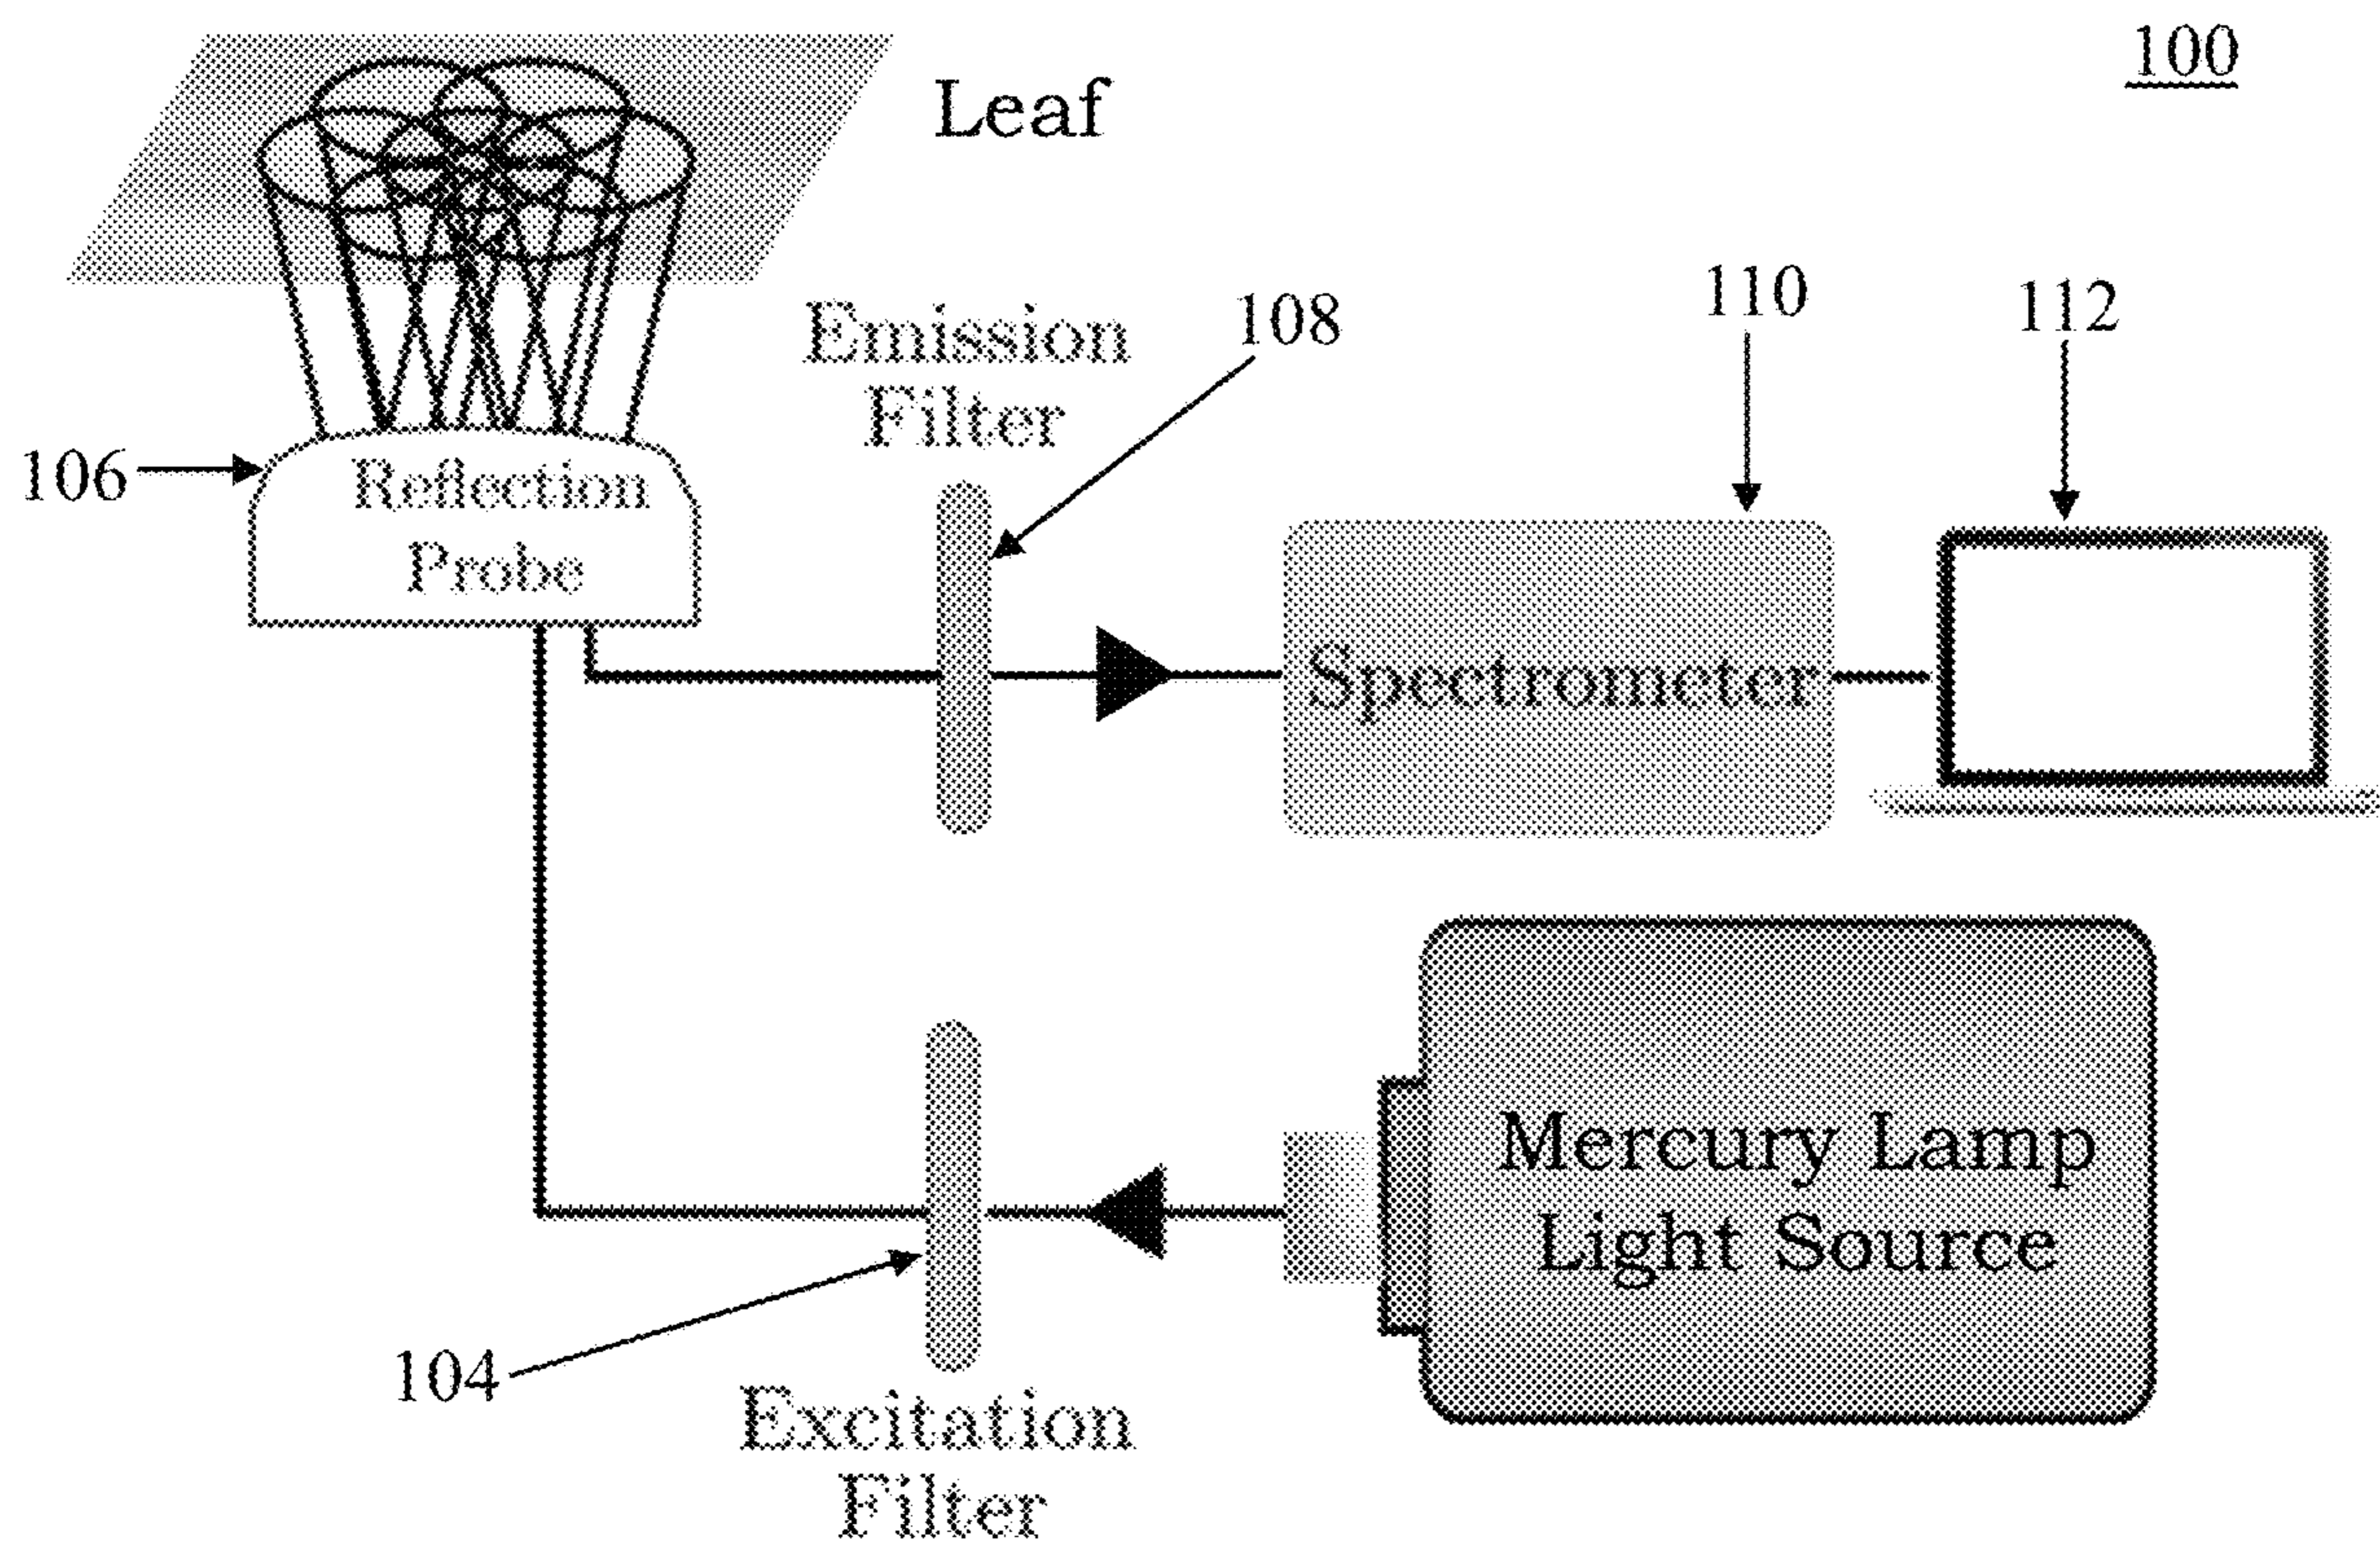 100
Leaf
Emission
Filter
108
110
112
106
Reflection
Probe
Spectrometer
Mercury Lamp
Light Source
104
Excitation
Filter